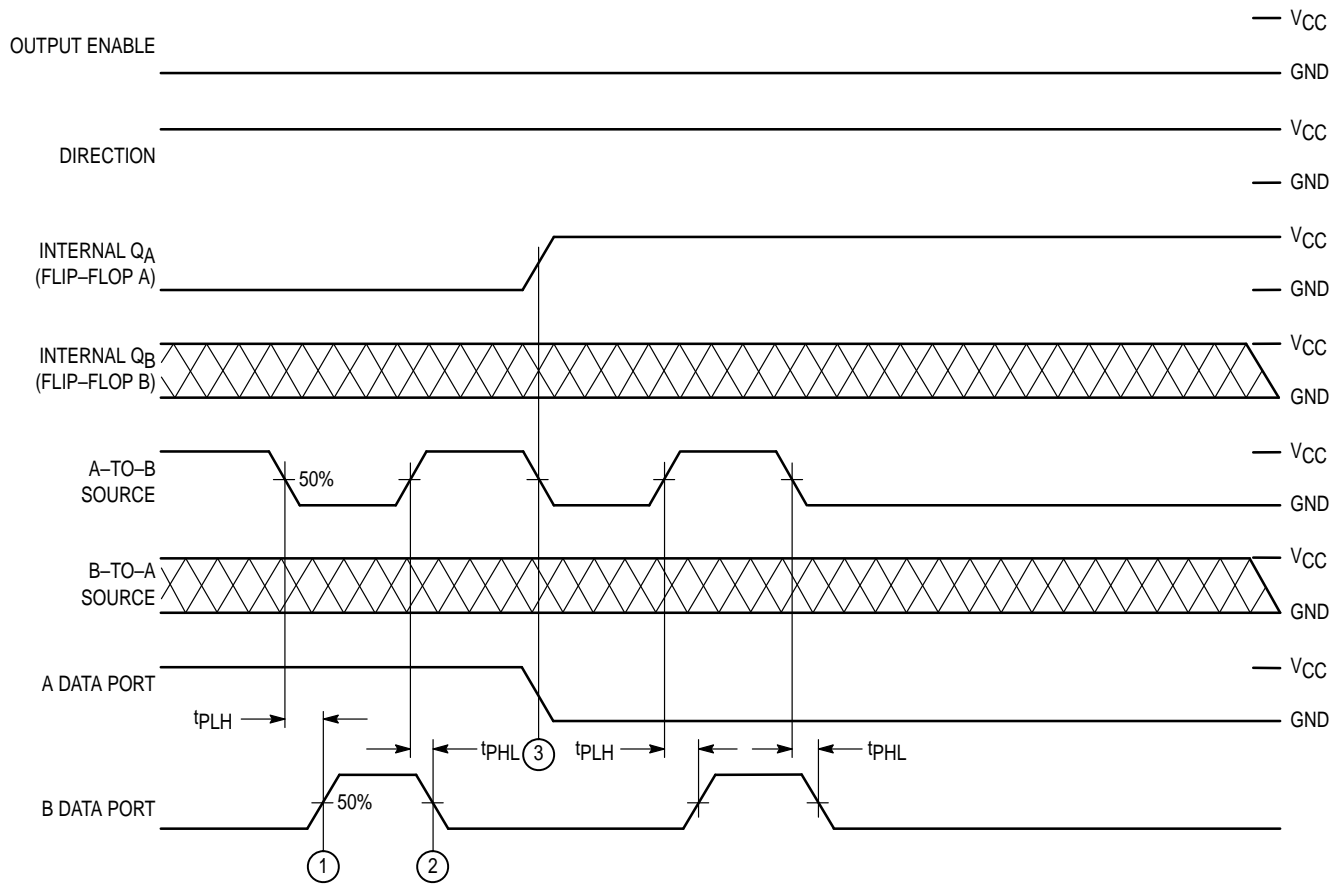 VCC
OUTPUT ENABLE
GND
VCC
DIRECTION
GND
VCC
INTERNAL QA
(FLIP–FLOP A)
GND
VCC
INTERNAL QB
(FLIP–FLOP B)
GND
VCC
A–TO–B
SOURCE
50%
GND
VCC
B–TO–A
SOURCE
GND
VCC
A DATA PORT
GND
tPLH
tPHL
3
tPLH
tPHL
B DATA PORT
50%
1
2